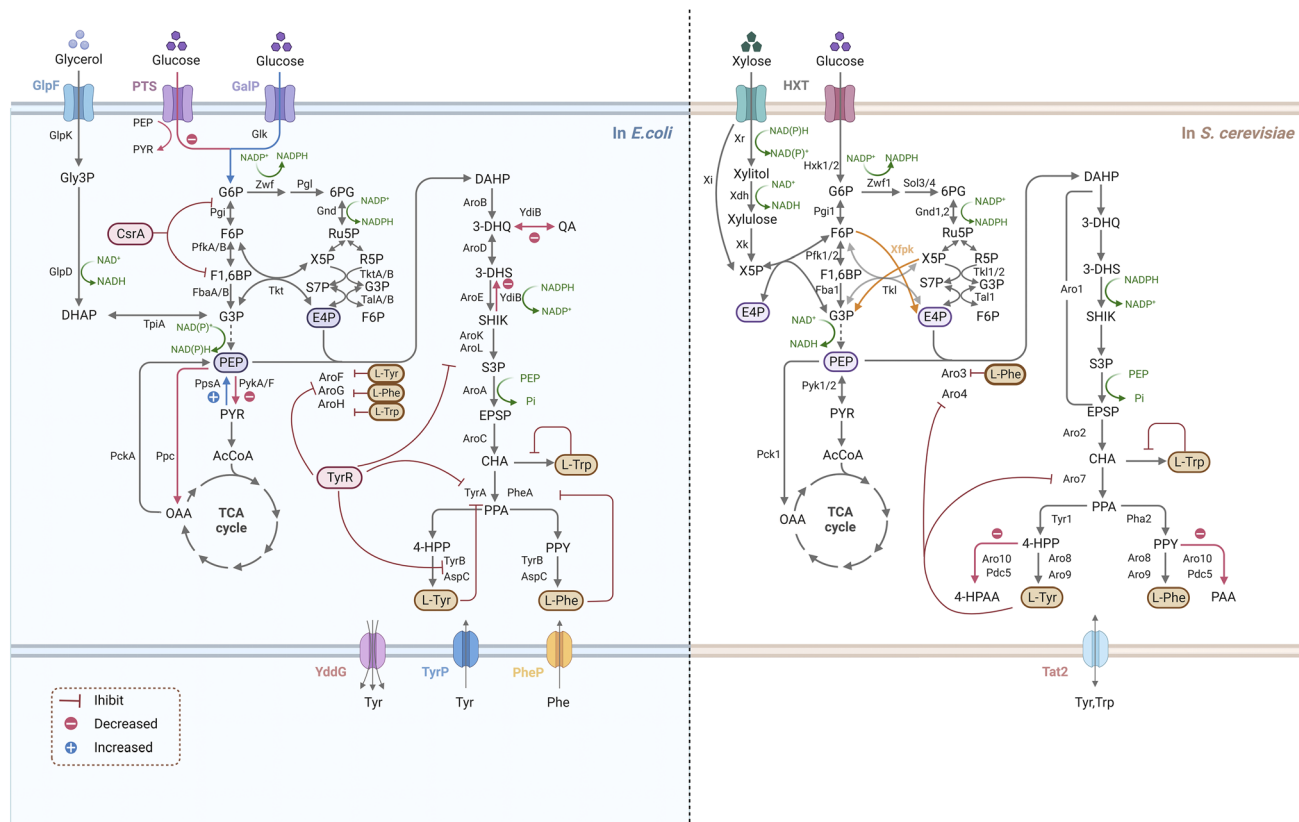 Glycerol
Glucose
Glucose
GlpF
PTS
GalP
GlpK
PEP
PYR
Glk
In E.coli
NADP⁺
NADPH
Gly3P
G6P
Zwf
Pgl
6PG
Pgi
Gnd
NADP⁺
NADPH
CsrA
F6P
Ru5P
PfkA/B
X5P
R5P
GlpD
NAD⁺
NADH
F1,6BP
TktA/B
FbaA/B
Tkt
S7P
G3P
TalA/B
DHAP
TpiA
G3P
E4P
F6P
NAD(P)⁺
NAD(P)H
PEP
PpsA
PykA/F
PYR
AcCoA
PckA
Ppc
OAA
TCA
cycle
AroF
AroG
AroH
L-Tyr
L-Phe
L-Trp
TyrR
DAHP
AroB
3-DHQ
YdiB
QA
AroD
3-DHS
AroE
YdiB
NADPH
NADP⁺
SHIK
AroK
AroL
S3P
AroA
PEP
Pi
EPSP
AroC
CHA
L-Trp
TyrA
PheA
PPA
4-HPP
PPY
TyrB
AspC
TyrB
AspC
L-Tyr
L-Phe
YddG
TyrP
PheP
Tyr
Tyr
Phe
Ihibit
Decreased
Increased
Xylose
Glucose
HXT
In S. cerevisiae
Xr
NAD(P)H
NAD(P)⁺
Xi
Xylitol
Xdh
NAD⁺
NADH
Xylulose
Xk
X5P
E4P
Hxk1/2
NADP⁺
NADPH
G6P
Zwf1
Sol3/4
6PG
Pgi1
Gnd1,2
NADP⁺
NADPH
F6P
Xfpk
Ru5P
Pfk1/2
X5P
R5P
F1,6BP
Tkl1/2
Fba1
Tkl
S7P
G3P
Tal1
G3P
E4P
F6P
NAD⁺
NADH
PEP
Pyk1/2
PYR
AcCoA
Pck1
OAA
TCA
cycle
Aro3
L-Phe
Aro4
DAHP
3-DHQ
3-DHS
Aro1
NADPH
NADP⁺
SHIK
S3P
PEP
Pi
EPSP
Aro2
CHA
L-Trp
Aro7
PPA
Tyr1
Pha2
4-HPP
PPY
Aro10
Pdc5
Aro8
Aro9
Aro8
Aro9
Aro10
Pdc5
4-HPAA
L-Tyr
L-Phe
PAA
Tat2
Tyr,Trp